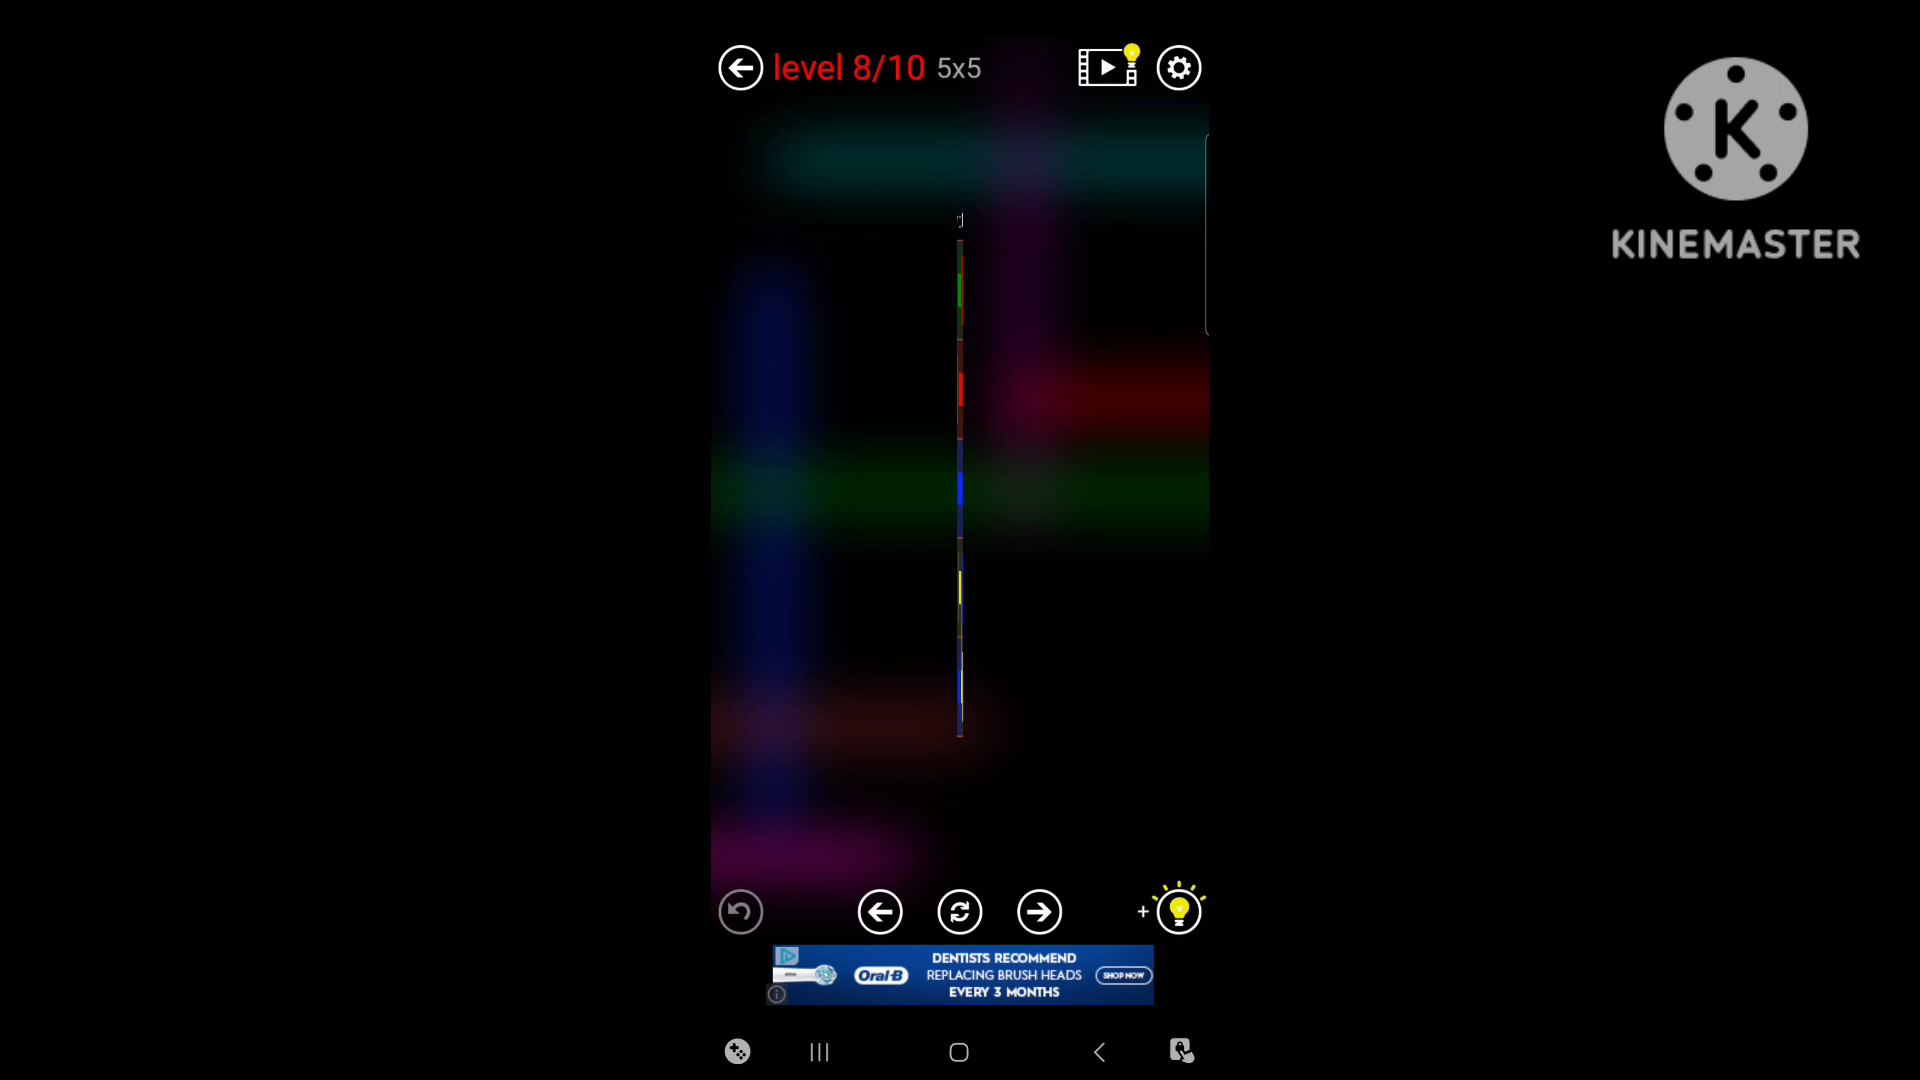 level 8/10 5x5
KINEMASTER
Oral-B
DENTISTS RECOMMEND
REPLACING BRUSH HEADS
EVERY 3 MONTHS
SHOP NOW